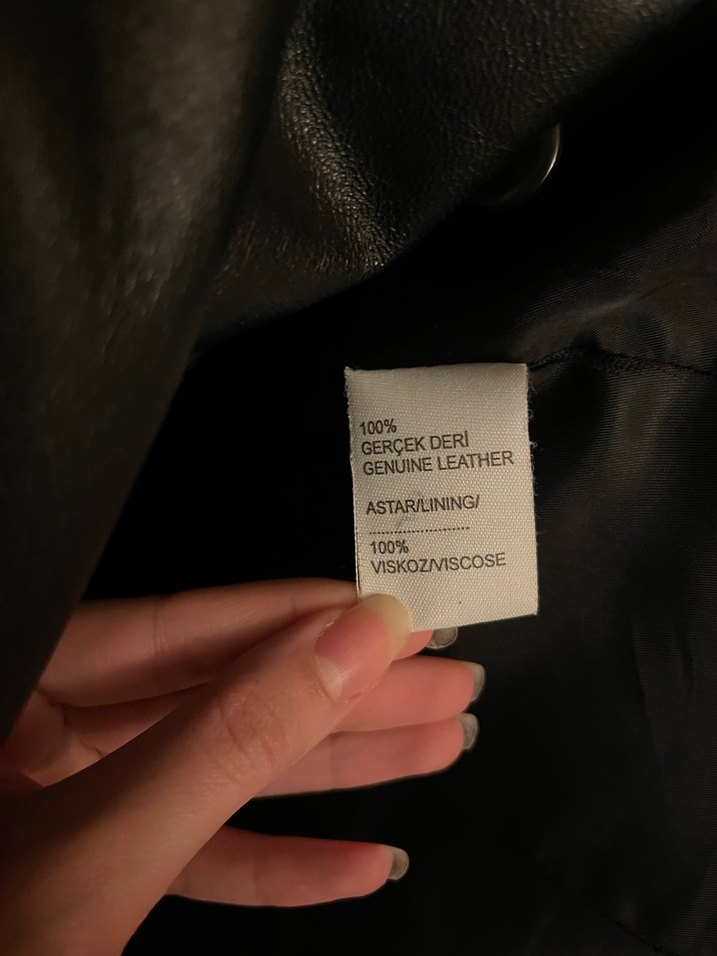 100%
GERÇEK DERİ
GENUINE LEATHER
ASTAR/LINING/
........................
100%
VISKOZ/VISCOSE